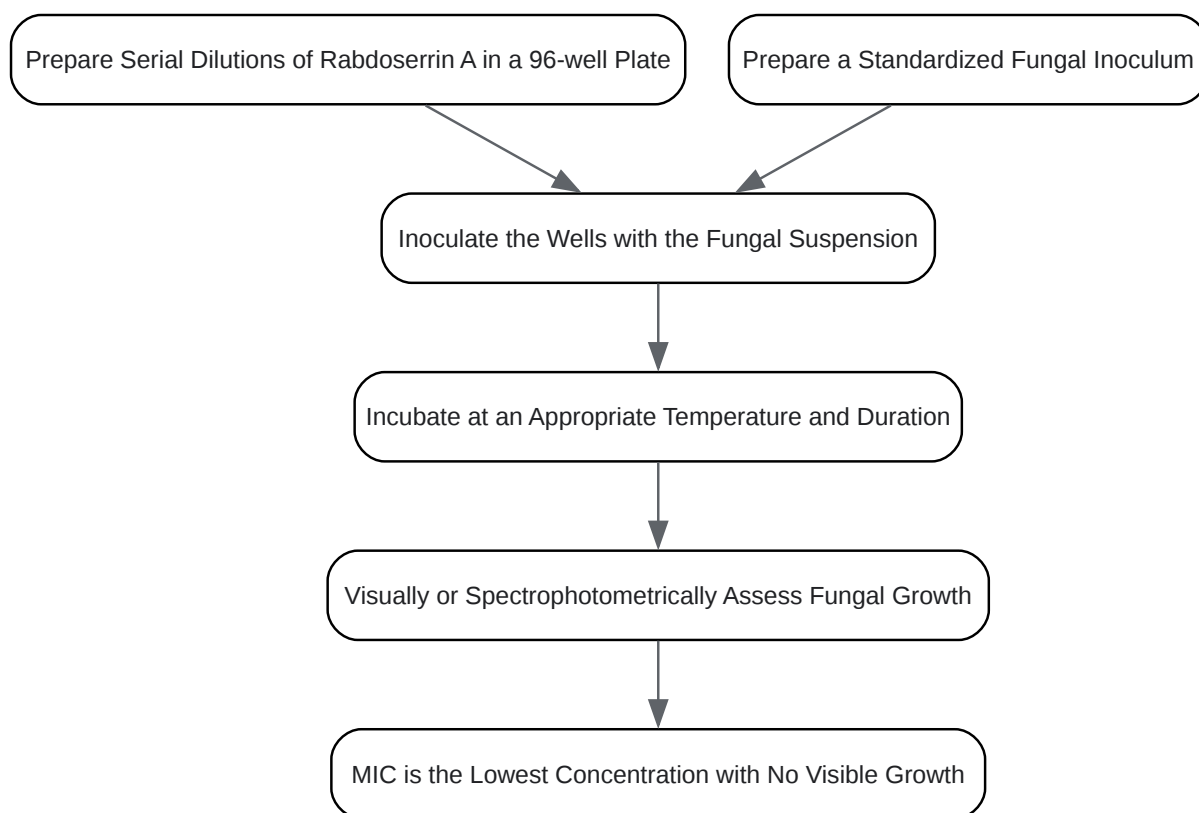 Prepare Serial Dilutions of Rabdoserrin A in a 96-well Plate
Prepare a Standardized Fungal Inoculum
Inoculate the Wells with the Fungal Suspension
Incubate at an Appropriate Temperature and Duration
Visually or Spectrophotometrically Assess Fungal Growth
MIC is the Lowest Concentration with No Visible Growth